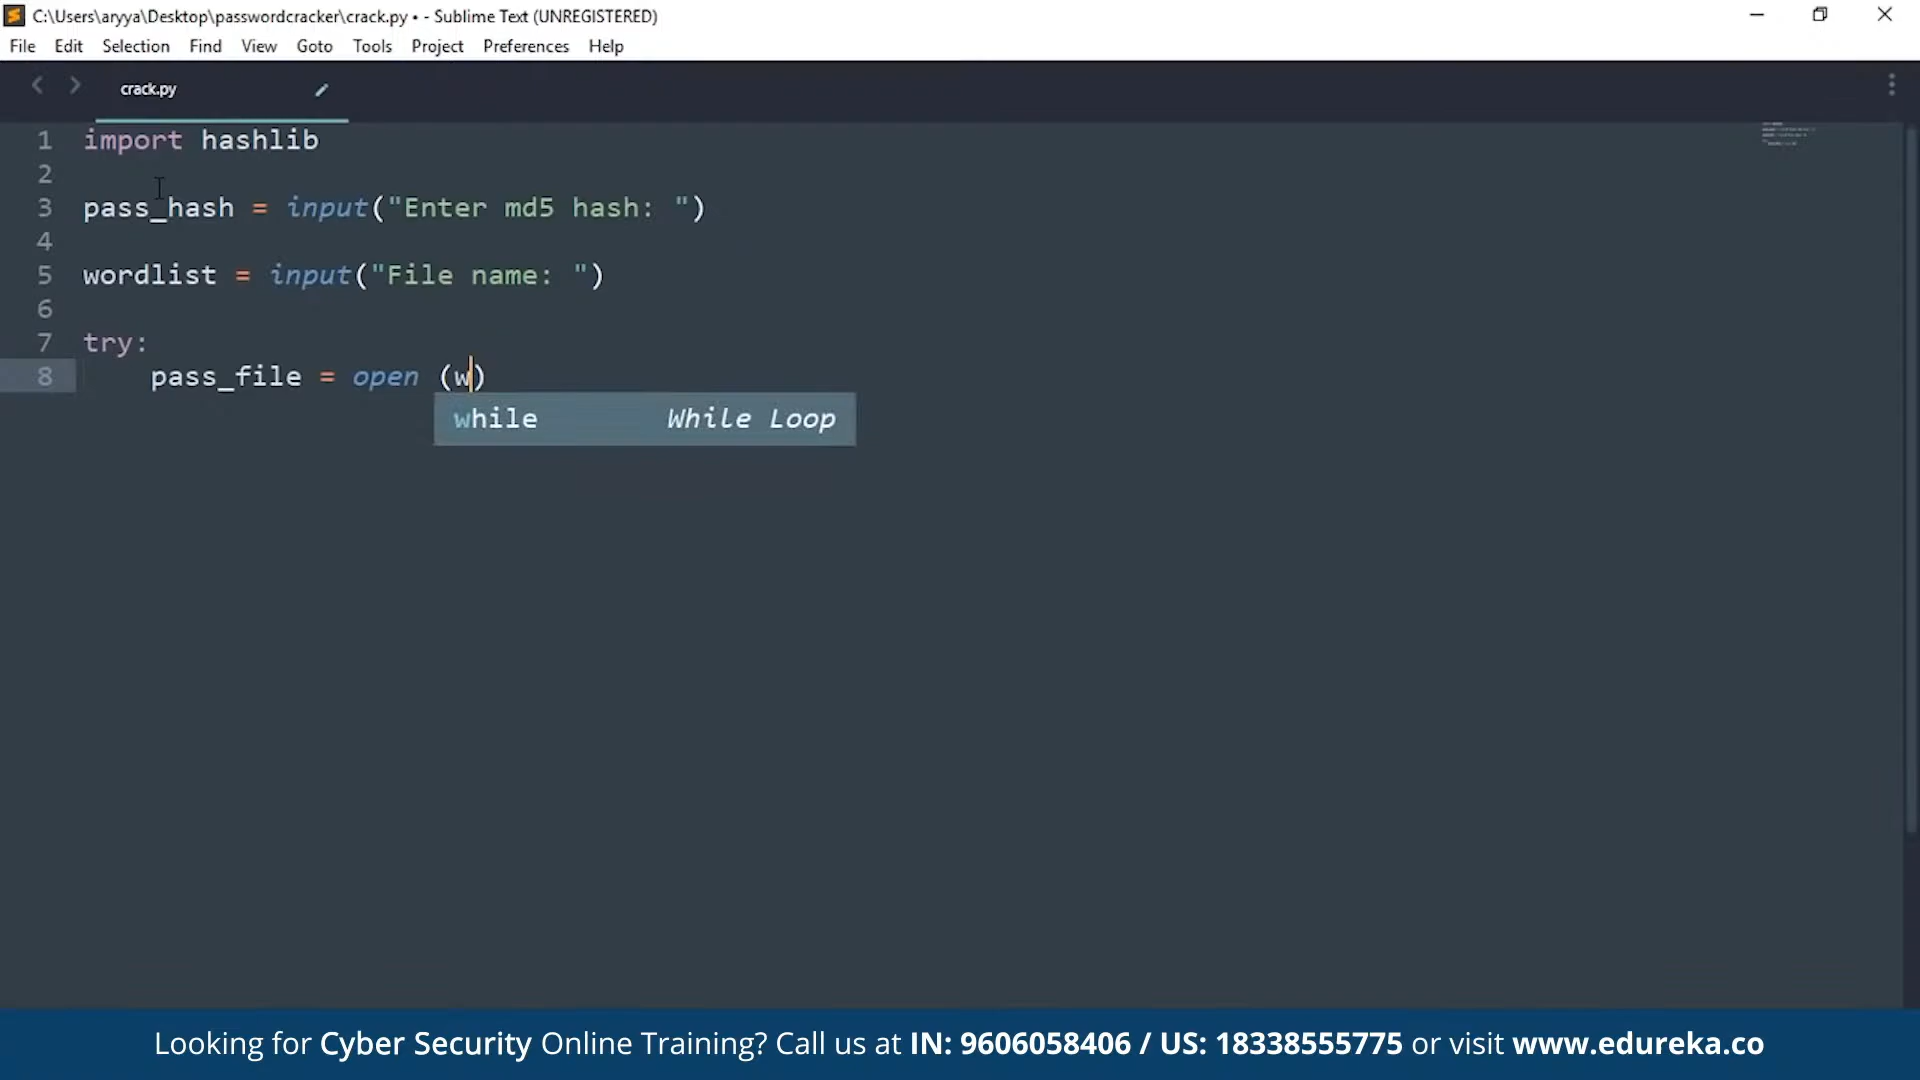 C:\Users\aryya\Desktop\passwordcracker\crack.py • - Sublime Text (UNREGISTERED)
File Edit Selection Find View Goto Tools Project Preferences Help
crack.py
1 import hashlib
2
3 pass_hash = input("Enter md5 hash: ")
4
5 wordlist = input("File name: ")
6
7 try:
8 pass_file = open (w)
while While Loop
Looking for Cyber Security Online Training? Call us at IN: 9606058406 / US: 18338555775 or visit www.edureka.co